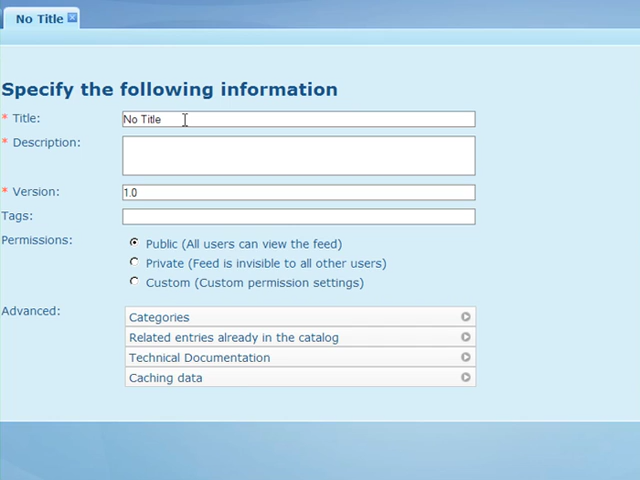 No Title
Specify the following information
* Title:
No Title
* Description:
* Version:
1.0
Tags:
Permissions:
Public (All users can view the feed)
Private (Feed is invisible to all other users)
Custom (Custom permission settings)
Advanced:
Categories
Related entries already in the catalog
Technical Documentation
Caching data